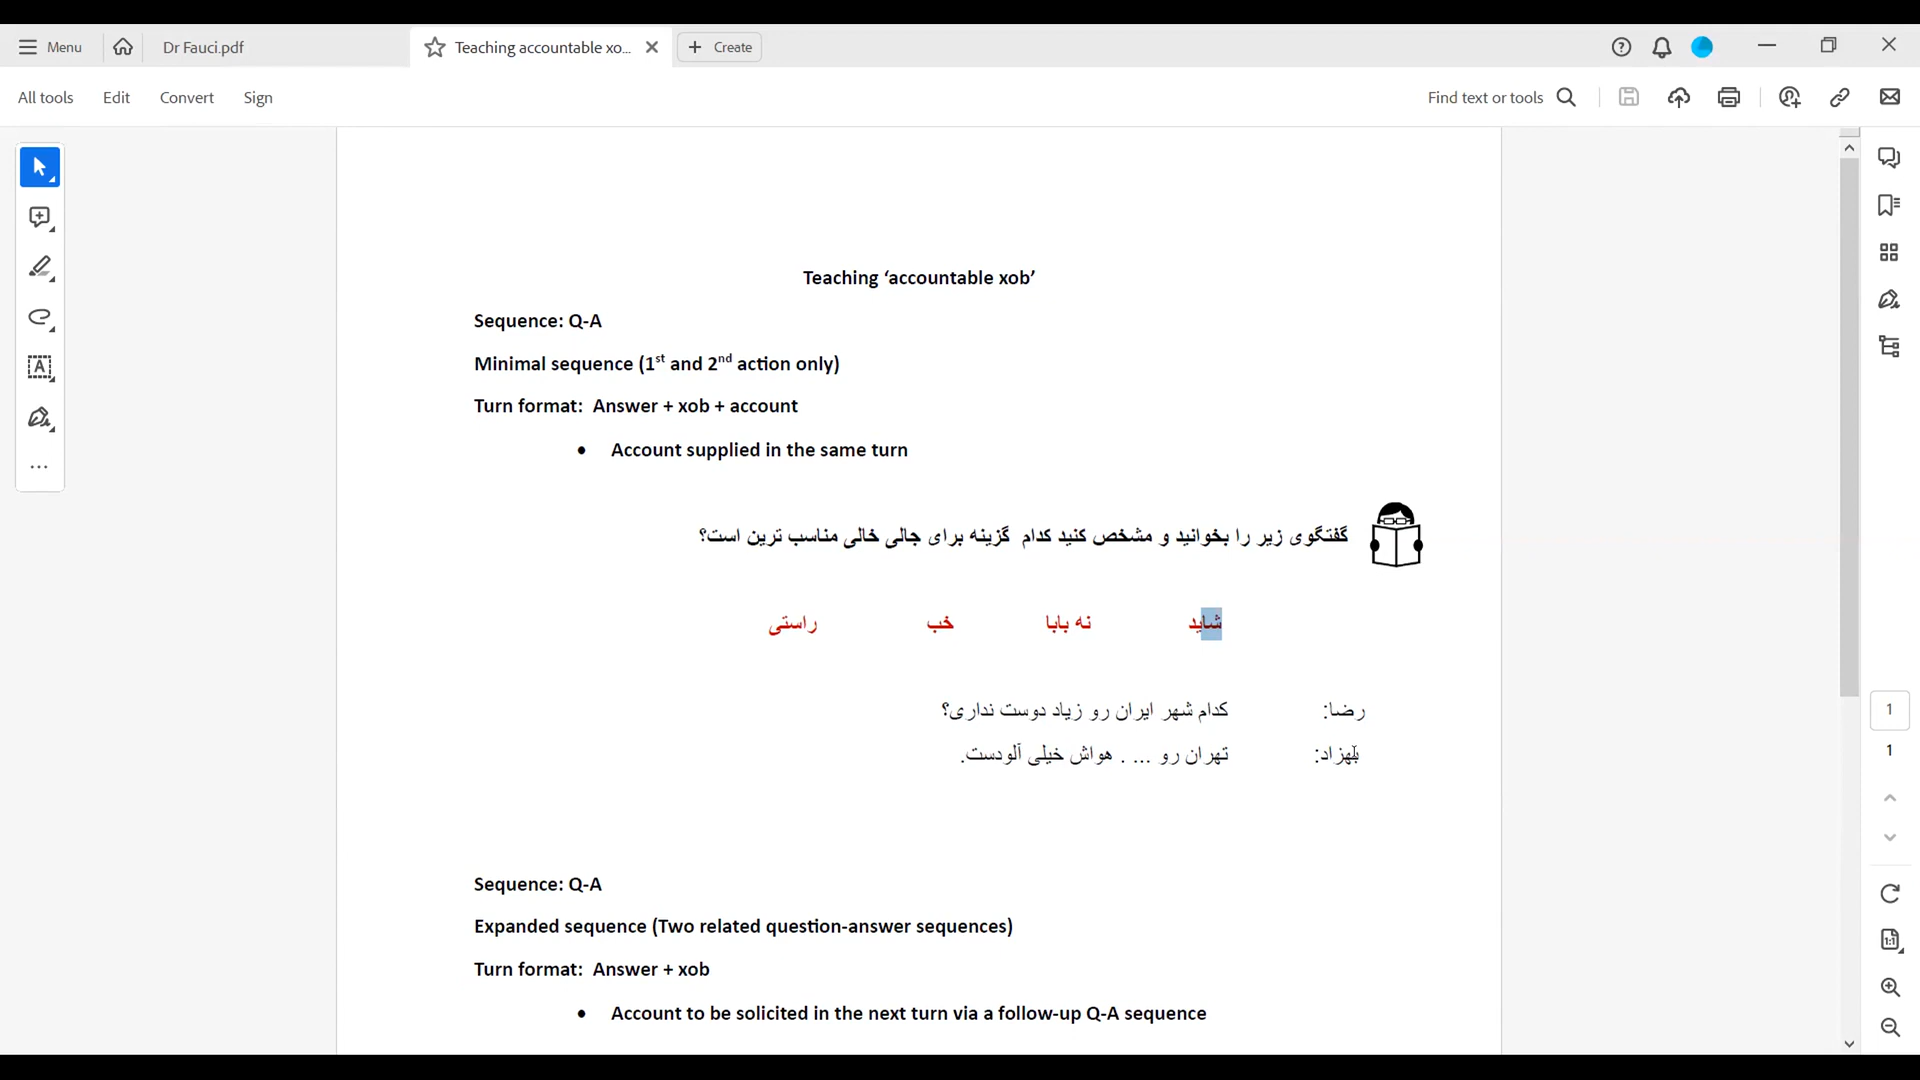 Menu
Dr Fauci.pdf
Teaching accountable xo...
Create
All tools
Edit
Convert
Sign
Find text or tools
Teaching ‘accountable xob’
Sequence: Q-A
Minimal sequence (1st and 2nd action only)
Turn format: Answer + xob + account
• Account supplied in the same turn
گفتگوی زیر را بخوانید و مشخص کنید کدام گزینه برای جالی خالی مناسب ترین است؟
شاید نه بابا خب راستی
رضا: کدام شهر ایران رو زیاد دوست نداری؟
بهزاد: تهران رو ... . هواش خیلی آلودست.
Sequence: Q-A
Expanded sequence (Two related question-answer sequences)
Turn format: Answer + xob
• Account to be solicited in the next turn via a follow-up Q-A sequence
1
1